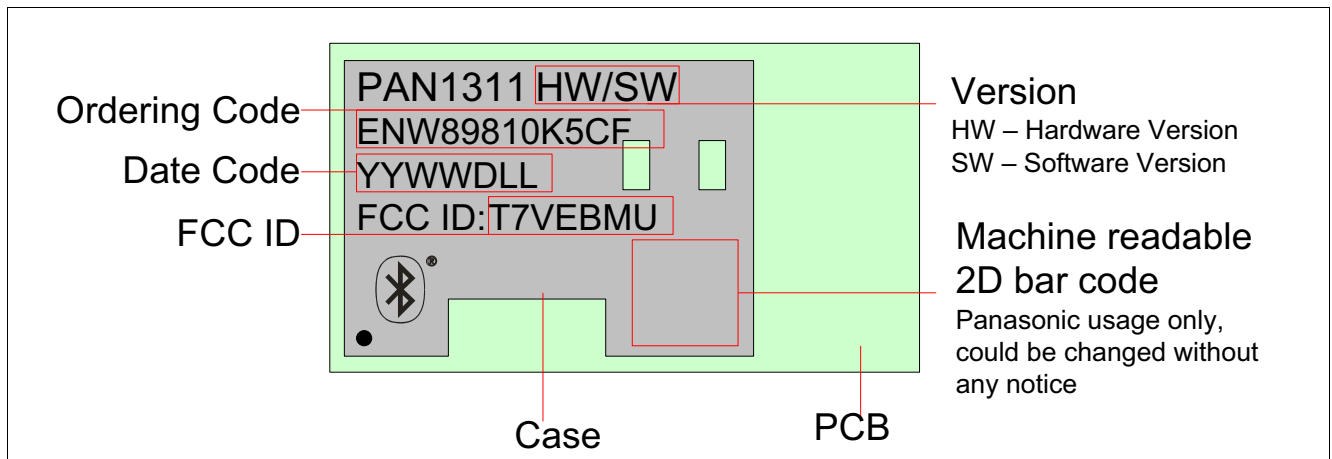 PAN1311 HW/SW
ENW89810K5CF
YYWWDLL
FCC ID:T7VEBMU
®
Ordering Code
Date Code
FCC ID
Version
HW – Hardware Version
SW – Software Version
Machine readable
2D bar code
Panasonic usage only,
could be changed without
any notice
Case
PCB